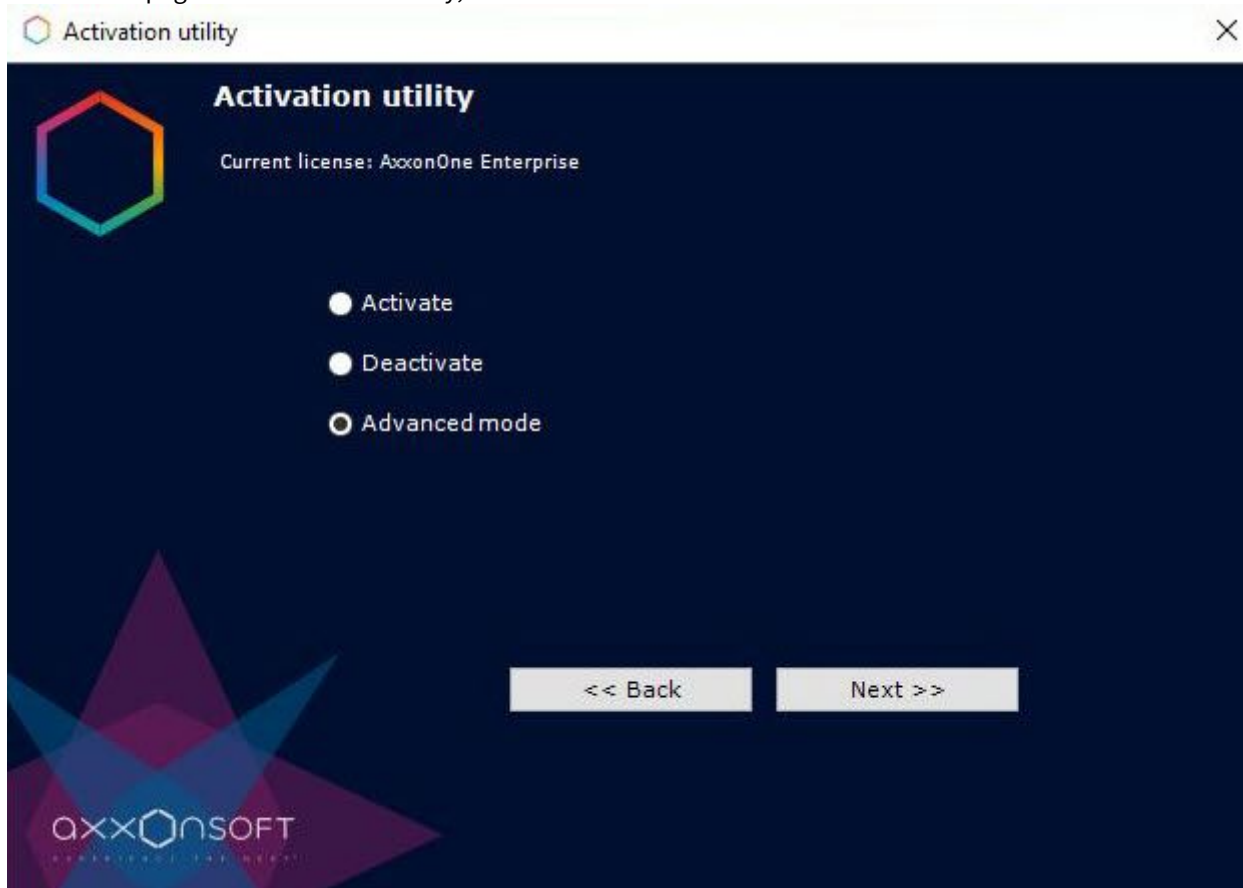 Activation utility
Activation utility
Current license: AxxonOne Enterprise
Activate
Deactivate
Advanced mode
<< Back
Next >>
axxonsoft